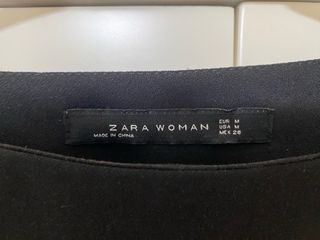 ZARA WOMAN
MADE IN CHINA
EUR M
USA M
MEX 28